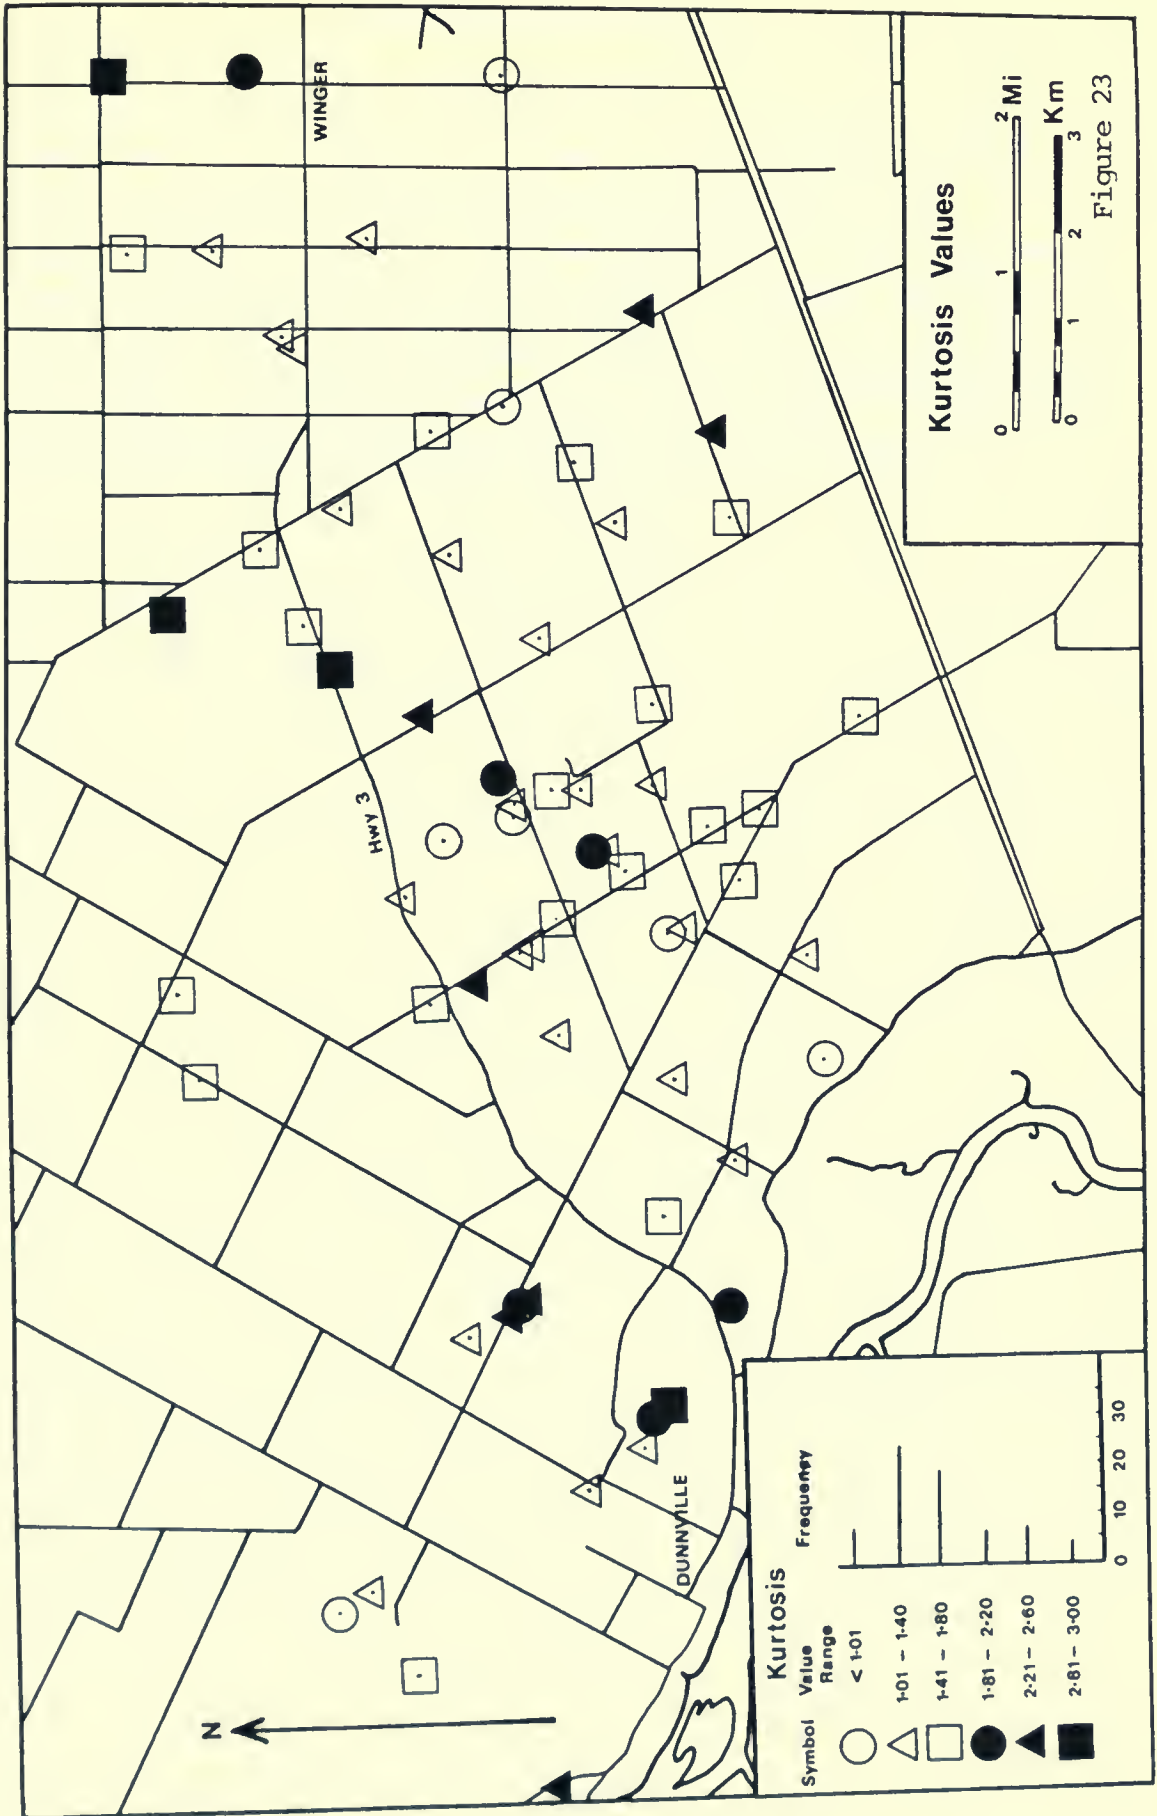 WINGER
Hwy 3
DUNNVILLE
N
Kurtosis Values
0 1 2 Mi
0 1 2 3 Km
Figure 23
Kurtosis
Symbol Value Range Frequency
< 1·01
1·01 – 1·40
1·41 – 1·80
1·81 – 2·20
2·21 – 2·60
2·81 – 3·00
0 10 20 30